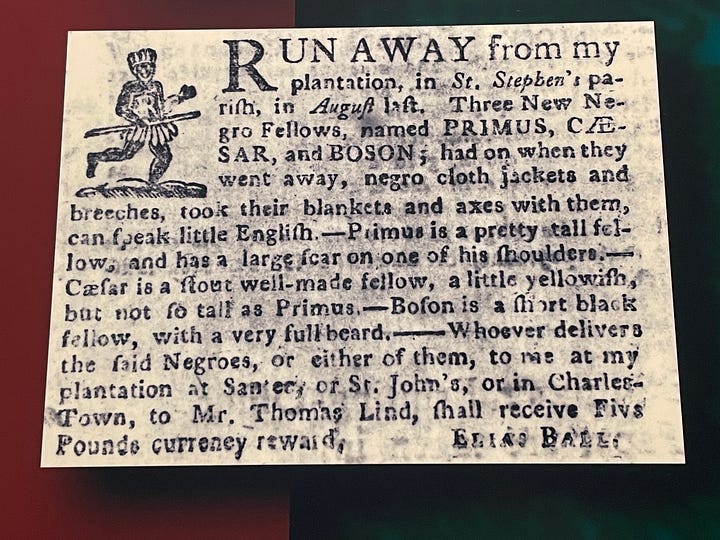 RUN AWAY from my
plantation, in St. Stephen's pa-
riſh, in Auguſt laſt. Three New Ne-
gro Fellows, named PRIMUS, CÆ-
SAR, and BOSON; had on when they
went away, negro cloth jackets and
breeches, took their blankets and axes with them,
can ſpeak little Engliſh.—Primus is a pretty tall fel-
low, and has a large ſcar on one of his ſhoulders.—
Cæſar is a ſtout well-made fellow, a little yellowiſh,
but not ſo tall as Primus.—Boſon is a ſhort black
fellow, with a very full beard.——Whoever delivers
the ſaid Negroes, or either of them, to me at my
plantation at Santee, or St. John's, or in Charles-
Town, to Mr. Thomas Lind, ſhall receive Five
Pounds currency reward, ELIAS BALL.